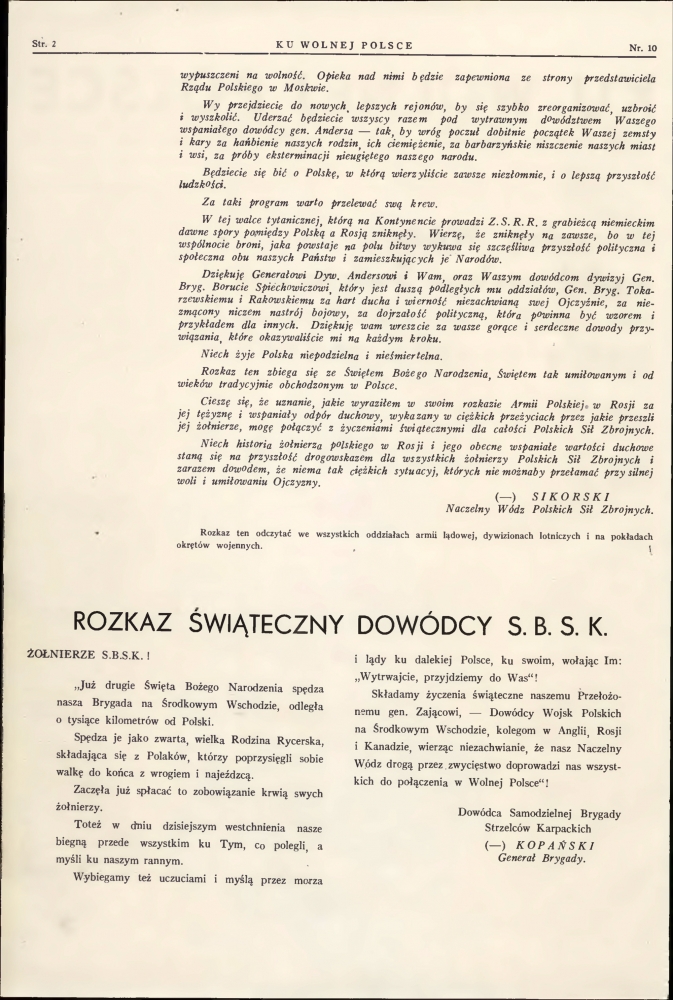 Str. 2
KU WOLNEJ POLSCE
Nr. 10
wypuszczeni na wolność. Opieka nad nimi będzie zapewniona ze strony przedstawiciela
Rządu Polskiego w Moskwie.
Wy przejdziecie do nowych, lepszych rejonów, by się szybko zreorganizować, uzbroić
i wyszkolić. Uderzać będziecie wszyscy razem pod wytrawnym dowództwem Waszego
wspaniałego dowódcy gen. Andersa — tak, by wróg poczuł dobitnie początek Waszej zemsty
i kary za hańbienie naszych rodzin, ich ciemiężenie, za barbarzyńskie niszczenie naszych miast
i wsi, za próby eksterminacji nieugiętego naszego narodu.
Będziecie się bić o Polskę, w którą wierzyliście zawsze niezłomnie, i o lepszą przyszłość
ludzkości.
Za taki program warto przelewać swą krew.
W tej walce tytanicznej, którą na Kontynencie prowadzi Z.S.R.R. z grabieżcą niemieckim
dawne spory pomiędzy Polską a Rosją zniknęły. Wierzę, że zniknęły na zawsze, bo w tej
wspólnocie broni, jaka powstaje na polu bitwy wykuwa się szczęśliwa przyszłość polityczna i
społeczna obu naszych Państw i zamieszkujących je Narodów.
Dziękuję Generałowi Dyw. Andersowi i Wam, oraz Waszym dowódcom dywizyj Gen.
Bryg. Borucie Spiechowiczowi, który jest duszą podległych mu oddziałów, Gen. Bryg. Toka-
rzewskiemu i Rakowskiemu za hart ducha i wierność niezachwianą swej Ojczyźnie, za nie-
zmącony niczem nastrój bojowy, za dojrzałość polityczną, która powinna być wzorem i
przykładem dla innych. Dziękuję wam wreszcie za wasze gorące i serdeczne dowody przy-
wiązania, które okazywaliście mi na każdym kroku.
Niech żyje Polska niepodzielna i nieśmiertelna.
Rozkaz ten zbiega się ze Świętem Bożego Narodzenia, Świętem tak umiłowanym i od
wieków tradycyjnie obchodzonym w Polsce.
Cieszę się, że uznanie, jakie wyraziłem w swoim rozkazie Armii Polskiej w Rosji za
jej tężyznę i wspaniały odpór duchowy, wykazany w ciężkich przeżyciach przez jakie przeszli
jej żołnierze, mogę połączyć z życzeniami świątecznymi dla całości Polskich Sił Zbrojnych.
Niech historia żołnierza polskiego w Rosji i jego obecne wspaniałe wartości duchowe
staną się na przyszłość drogowskazem dla wszystkich żołnierzy Polskich Sił Zbrojnych i
zarazem dowodem, że niema tak ciężkich sytuacyj, których nie możnaby przełamać przy silnej
woli i umiłowaniu Ojczyzny.
(—) SIKORSKI
Naczelny Wódz Polskich Sił Zbrojnych.
Rozkaz ten odczytać we wszystkich oddziałach armii lądowej, dywizionach lotniczych i na pokładach
okrętów wojennych.
ROZKAZ ŚWIĄTECZNY DOWÓDCY S. B. S. K.
ŻOŁNIERZE S.B.S.K. !
„Już drugie Święta Bożego Narodzenia spędza
nasza Brygada na Środkowym Wschodzie, odległa
o tysiące kilometrów od Polski.
Spędza je jako zwarta, wielka Rodzina Rycerska,
składająca się z Polaków, którzy poprzysięgli sobie
walkę do końca z wrogiem i najeźdzcą.
Zaczęła już spłacać to zobowiązanie krwią swych
żołnierzy.
Toteż w dniu dzisiejszym westchnienia nasze
biegną przede wszystkim ku Tym, co polegli, a
myśli ku naszym rannym.
Wybiegamy też uczuciami i myślą przez morza
i lądy ku dalekiej Polsce, ku swoim, wołając Im:
„Wytrwajcie, przyjdziemy do Was“!
Składamy życzenia świąteczne naszemu Przełożo-
nemu gen. Zającowi, — Dowódcy Wojsk Polskich
na Środkowym Wschodzie, kolegom w Anglii, Rosji
i Kanadzie, wierząc niezachwianie, że nasz Naczelny
Wódz drogą przez zwycięstwo doprowadzi nas wszyst-
kich do połączenia w Wolnej Polsce“!
Dowódca Samodzielnej Brygady
Strzelców Karpackich
(—) KOPAŃSKI
Generał Brygady.